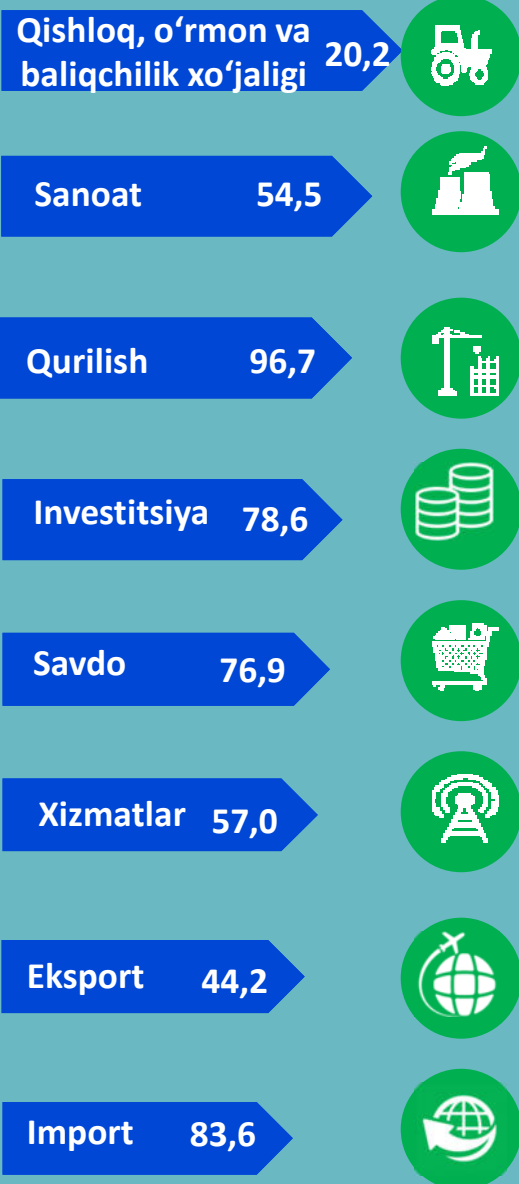 Qishloq, oʻrmon va
baliqchilik xoʻjaligi 20,2
Sanoat 54,5
Qurilish 96,7
Investitsiya 78,6
Savdo 76,9
Xizmatlar 57,0
Eksport 44,2
Import 83,6